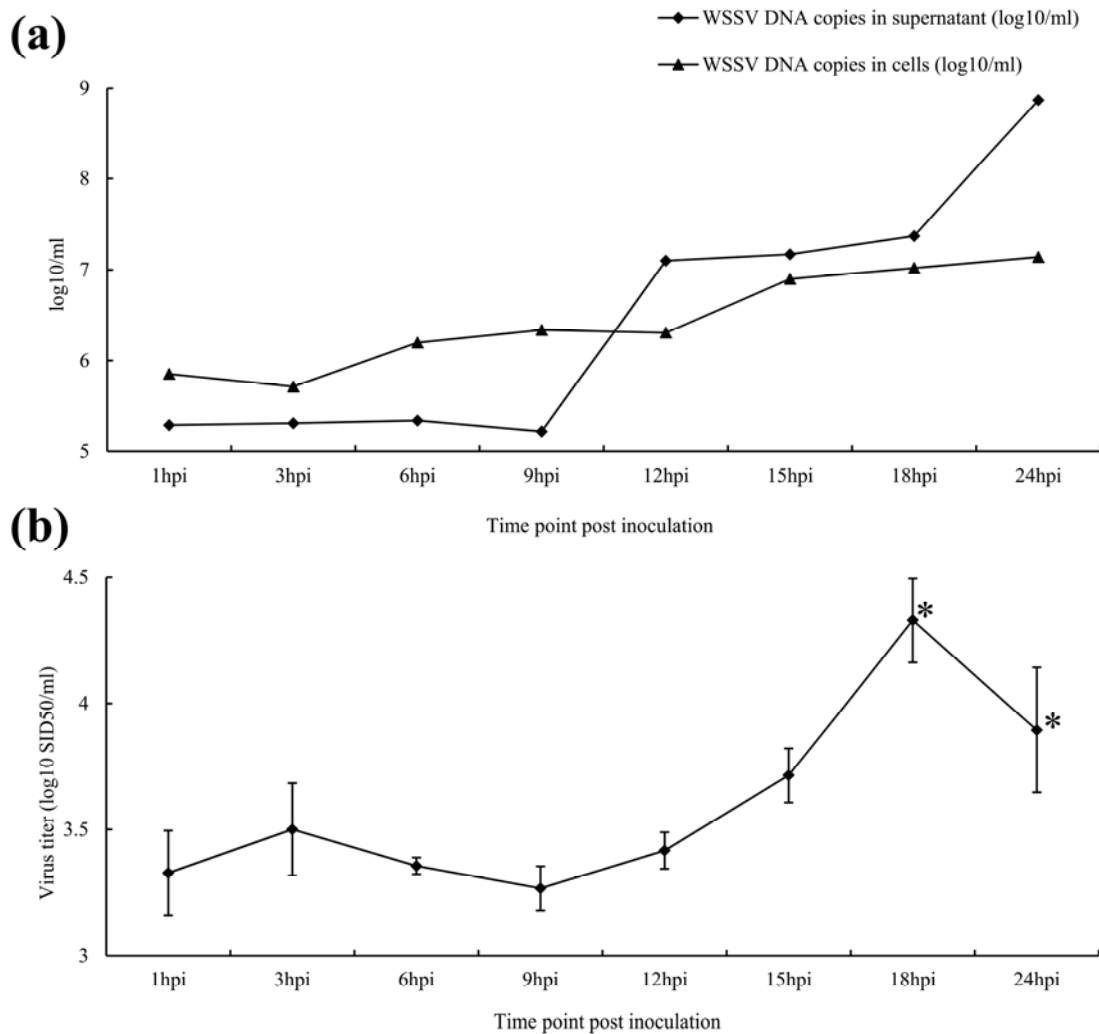 (a)
WSSV DNA copies in supernatant (log10/ml)
WSSV DNA copies in cells (log10/ml)
9
8
7
6
5
log10/ml
1hpi 3hpi 6hpi 9hpi 12hpi 15hpi 18hpi 24hpi
Time point post inoculation
(b)
4.5
4
3.5
3
Virus titer (log10 SID50/ml)
*
*
1hpi 3hpi 6hpi 9hpi 12hpi 15hpi 18hpi 24hpi
Time point post inoculation